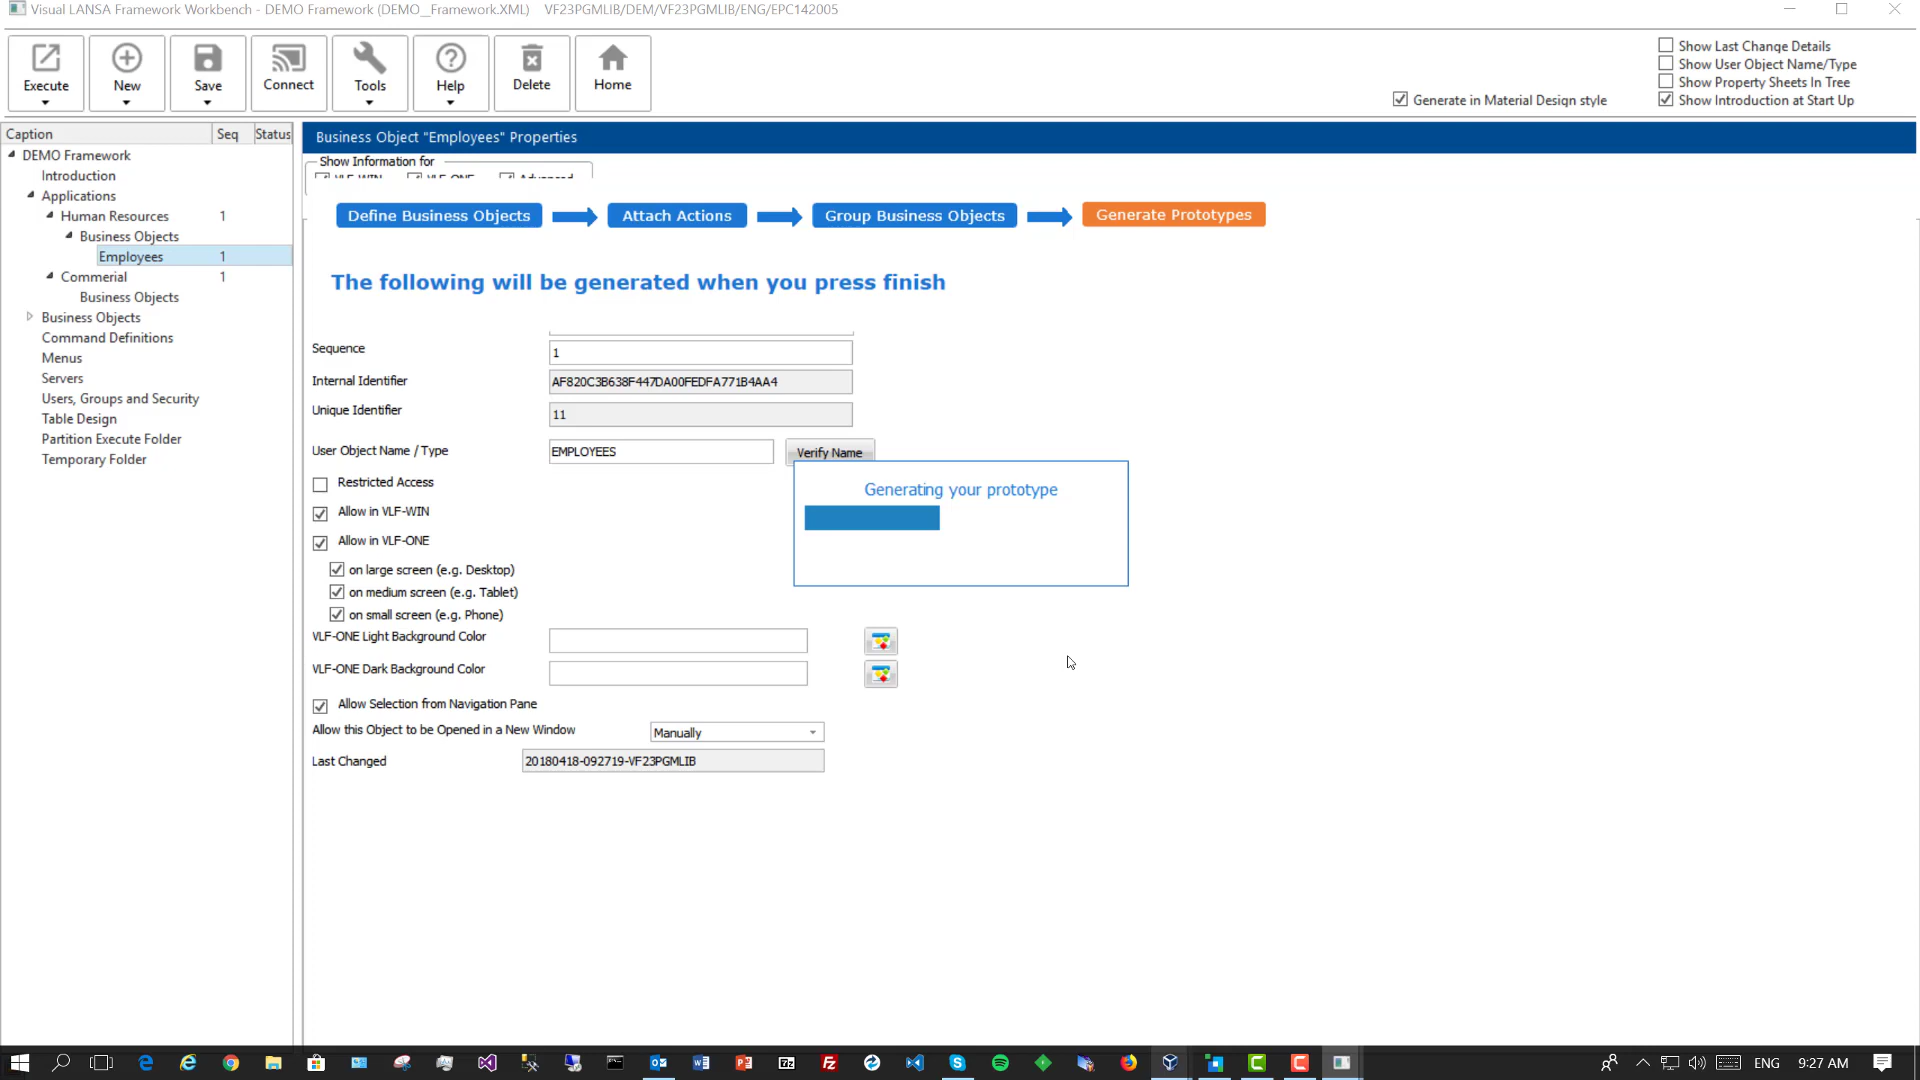 Visual LANSA Framework Workbench - DEMO Framework (DEMO__Framework.XML) VF23PGMLIB/DEM/VF23PGMLIB/ENG/EPC142005
Execute New Save Connect Tools Help Delete Home
Generate in Material Design style
Show Last Change Details
Show User Object Name/Type
Show Property Sheets In Tree
Show Introduction at Start Up
Caption Seq Status
DEMO Framework
Introduction
Applications
Human Resources 1
Business Objects
Employees 1
Commerial 1
Business Objects
Business Objects
Command Definitions
Menus
Servers
Users, Groups and Security
Table Design
Partition Execute Folder
Temporary Folder
Business Object "Employees" Properties
Show Information for
VLF-WIN VLF-ONE Advanced
Define Business Objects Attach Actions Group Business Objects Generate Prototypes
The following will be generated when you press finish
Sequence 1
Internal Identifier AF820C3B638F447DA00FEDFA771B4AA4
Unique Identifier 11
User Object Name / Type EMPLOYEES Verify Name
Restricted Access
Allow in VLF-WIN
Allow in VLF-ONE
on large screen (e.g. Desktop)
on medium screen (e.g. Tablet)
on small screen (e.g. Phone)
VLF-ONE Light Background Color
VLF-ONE Dark Background Color
Allow Selection from Navigation Pane
Allow this Object to be Opened in a New Window Manually
Last Changed 20180418-092719-VF23PGMLIB
Generating your prototype
ENG 9:27 AM